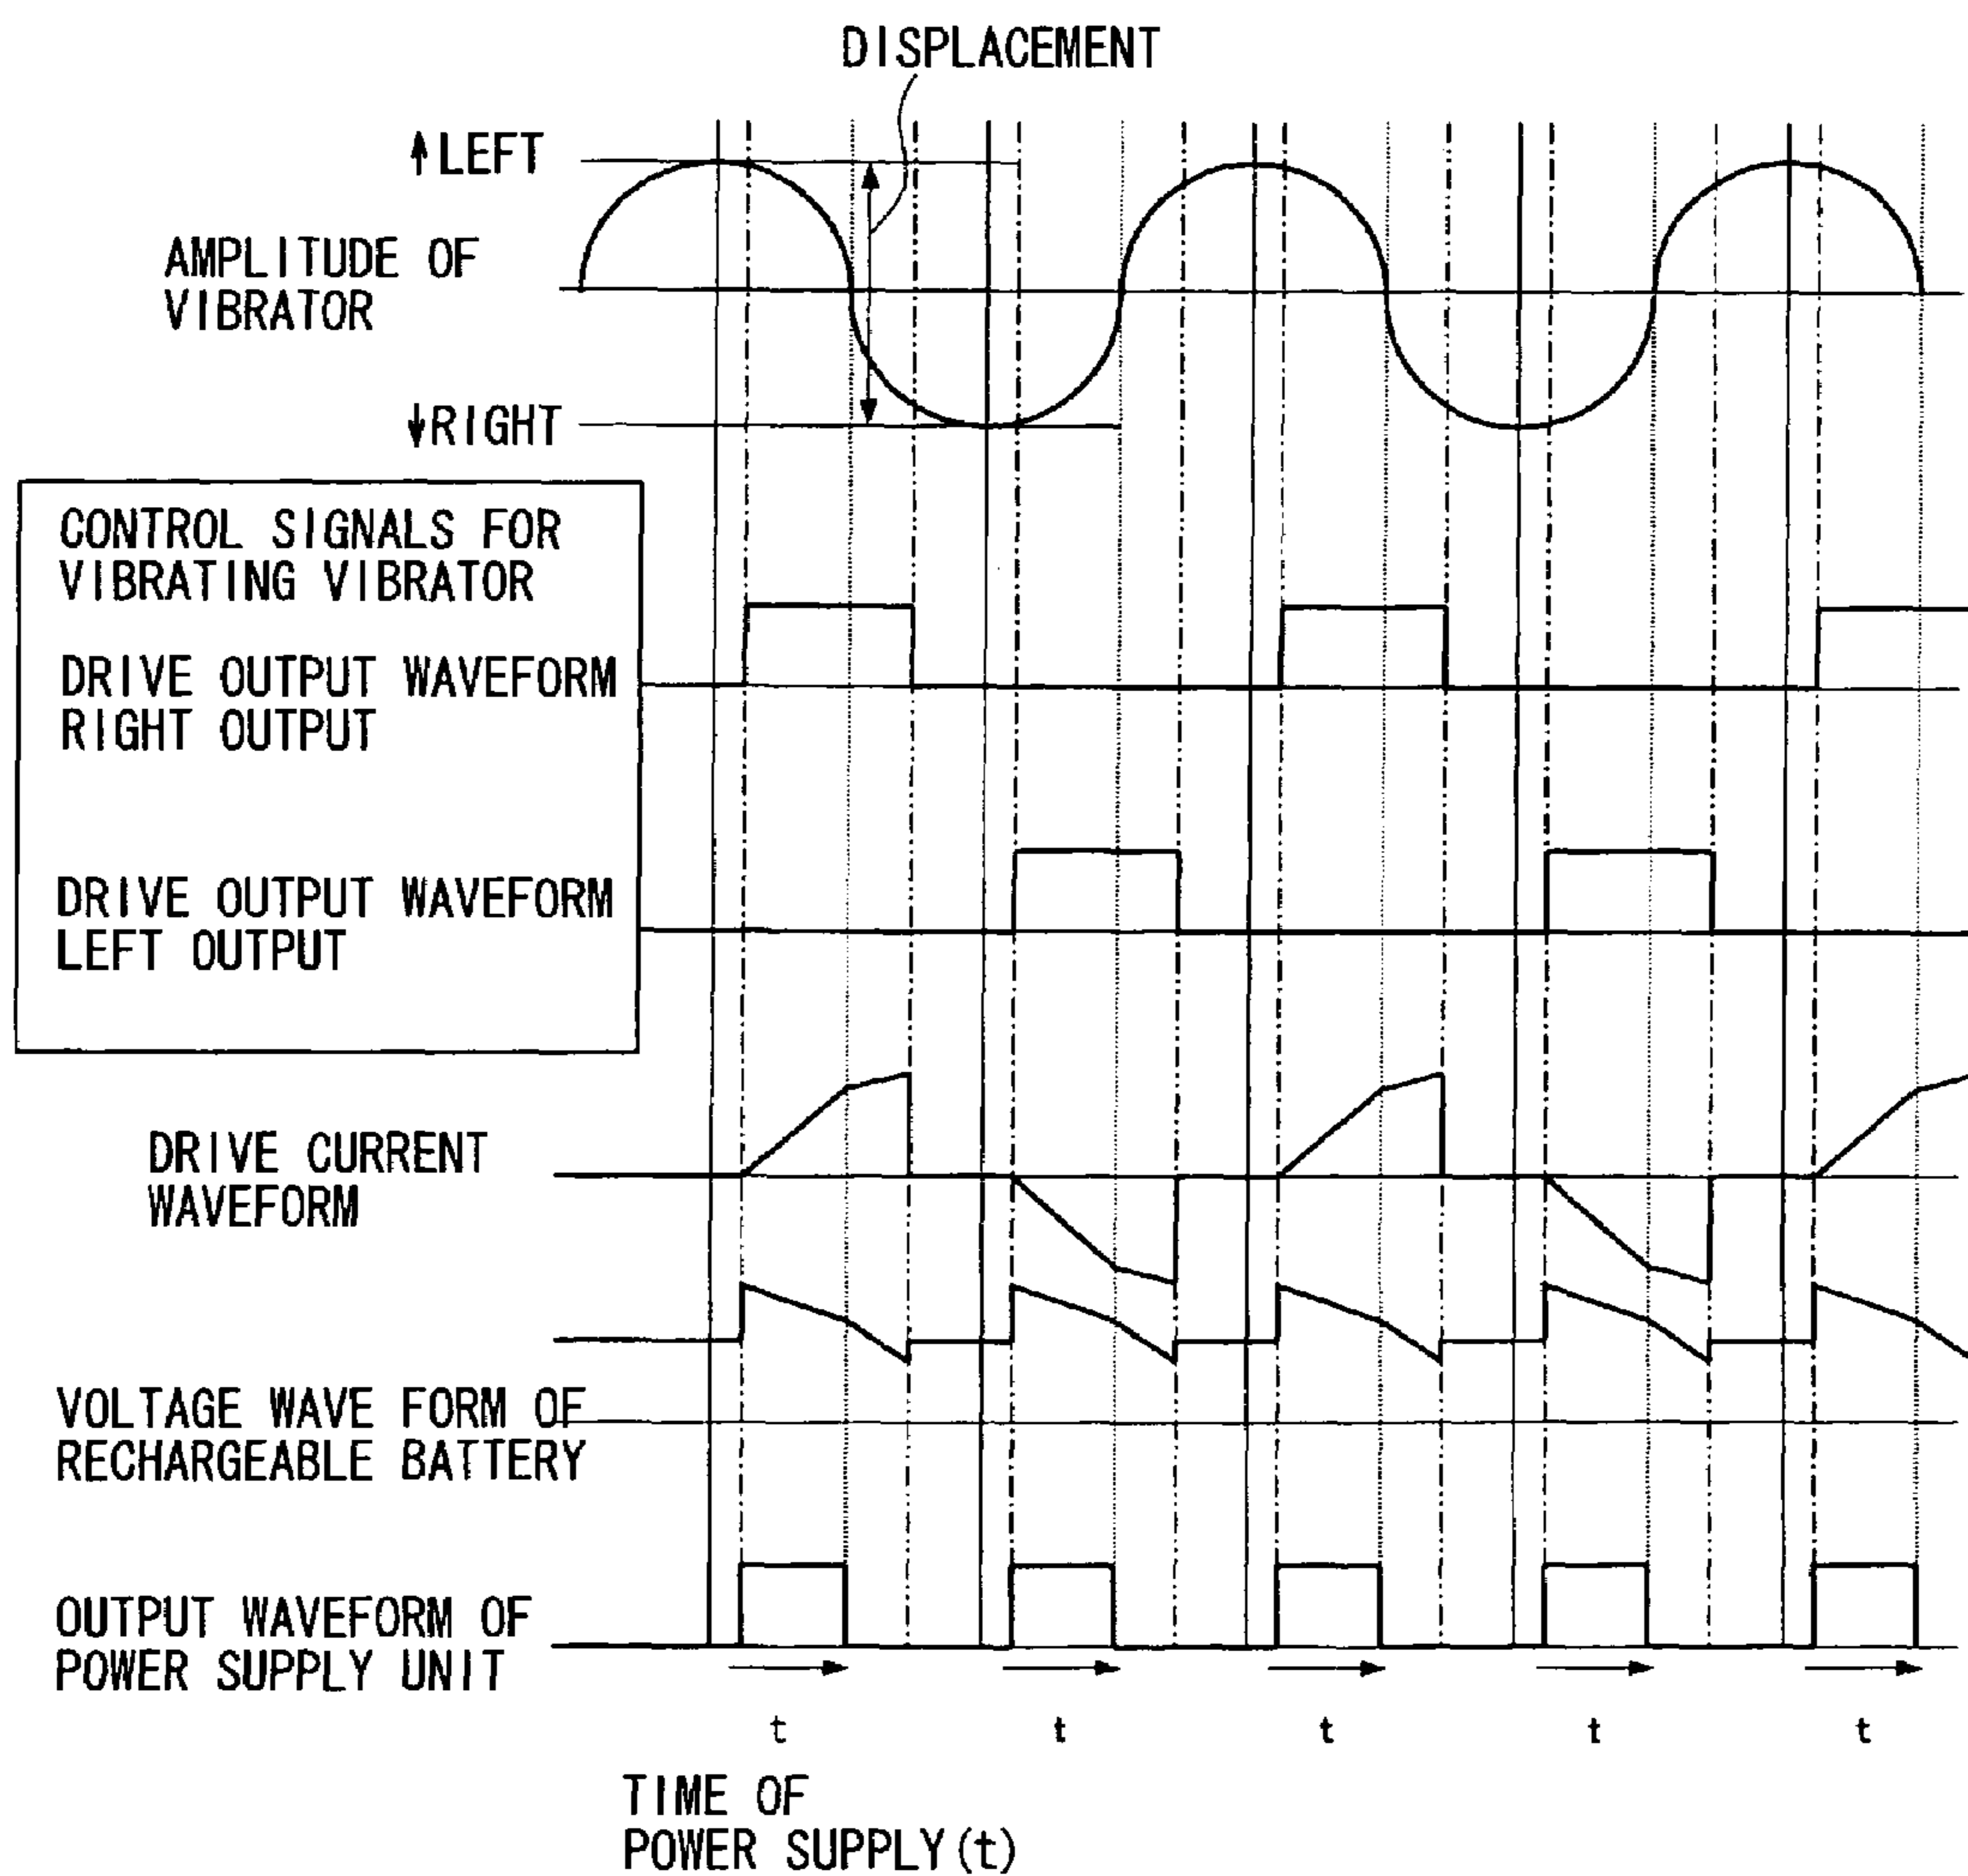 DISPLACEMENT
LEFT
AMPLITUDE OF
VIBRATOR
RIGHT
CONTROL SIGNALS FOR
VIBRATING VIBRATOR
DRIVE OUTPUT WAVEFORM
RIGHT OUTPUT
DRIVE OUTPUT WAVEFORM
LEFT OUTPUT
DRIVE CURRENT
WAVEFORM
VOLTAGE WAVE FORM OF
RECHARGEABLE BATTERY
OUTPUT WAVEFORM OF
POWER SUPPLY UNIT
t t t t t
TIME OF
POWER SUPPLY(t)